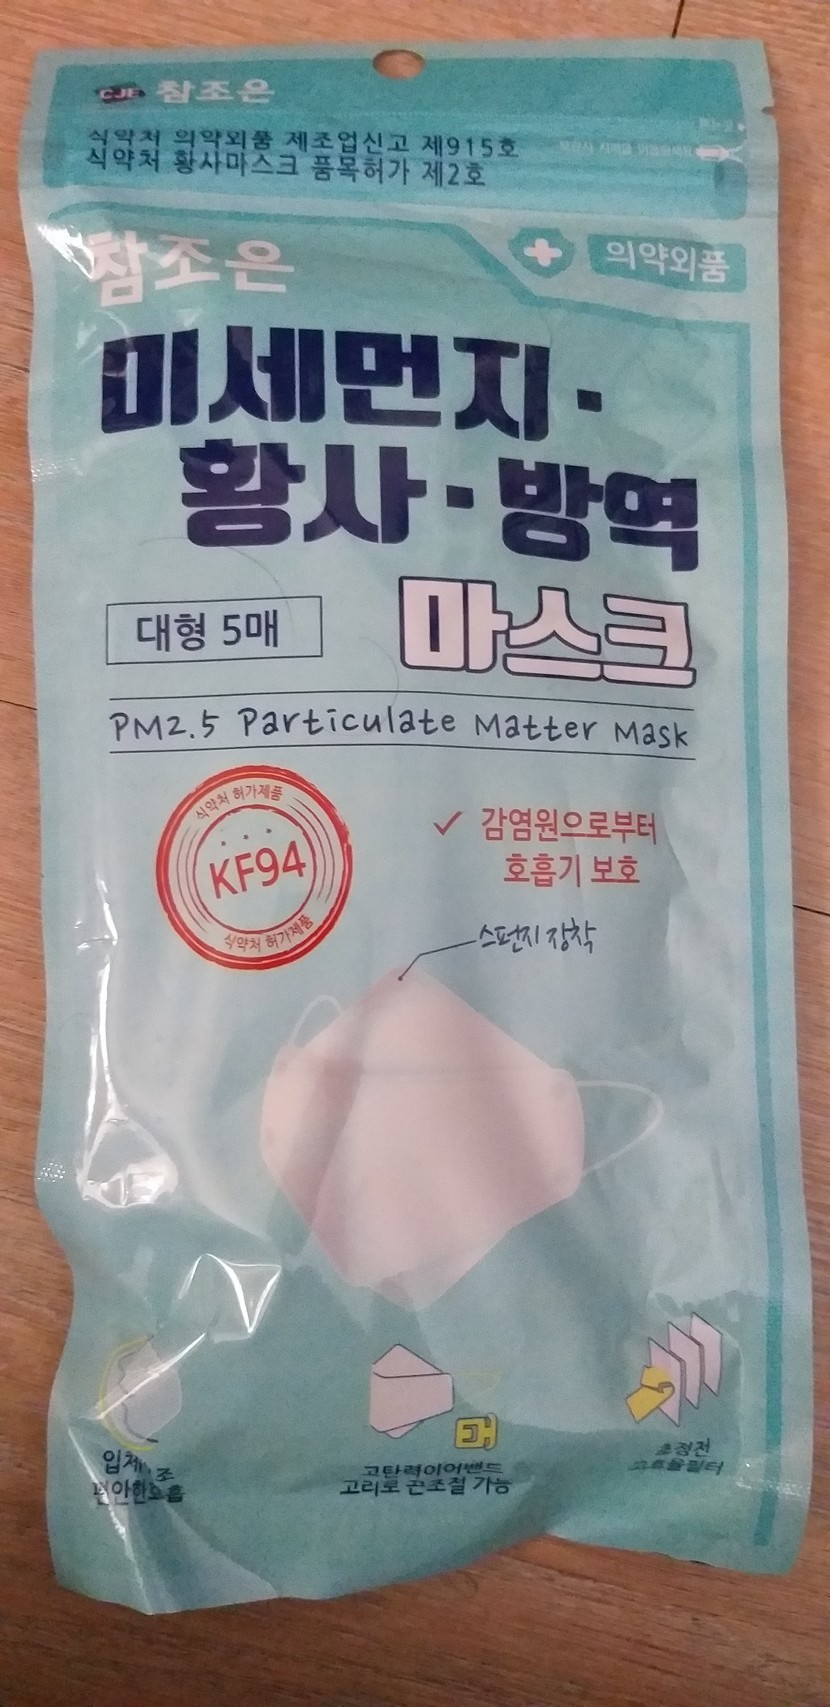 CJE 참조은
식약처 의약외품 제조업신고 제915호
식약처 황사마스크 품목허가 제2호
참조은
의약외품
미세먼지·
황사·방역
마스크
대형 5매
PM2.5 Particulate Matter Mask
식약처 허가제품
KF94
식약처 허가제품
✓ 감염원으로부터
호흡기 보호
스펀지 장착
고탄력이어밴드
고리로 끈조절 가능